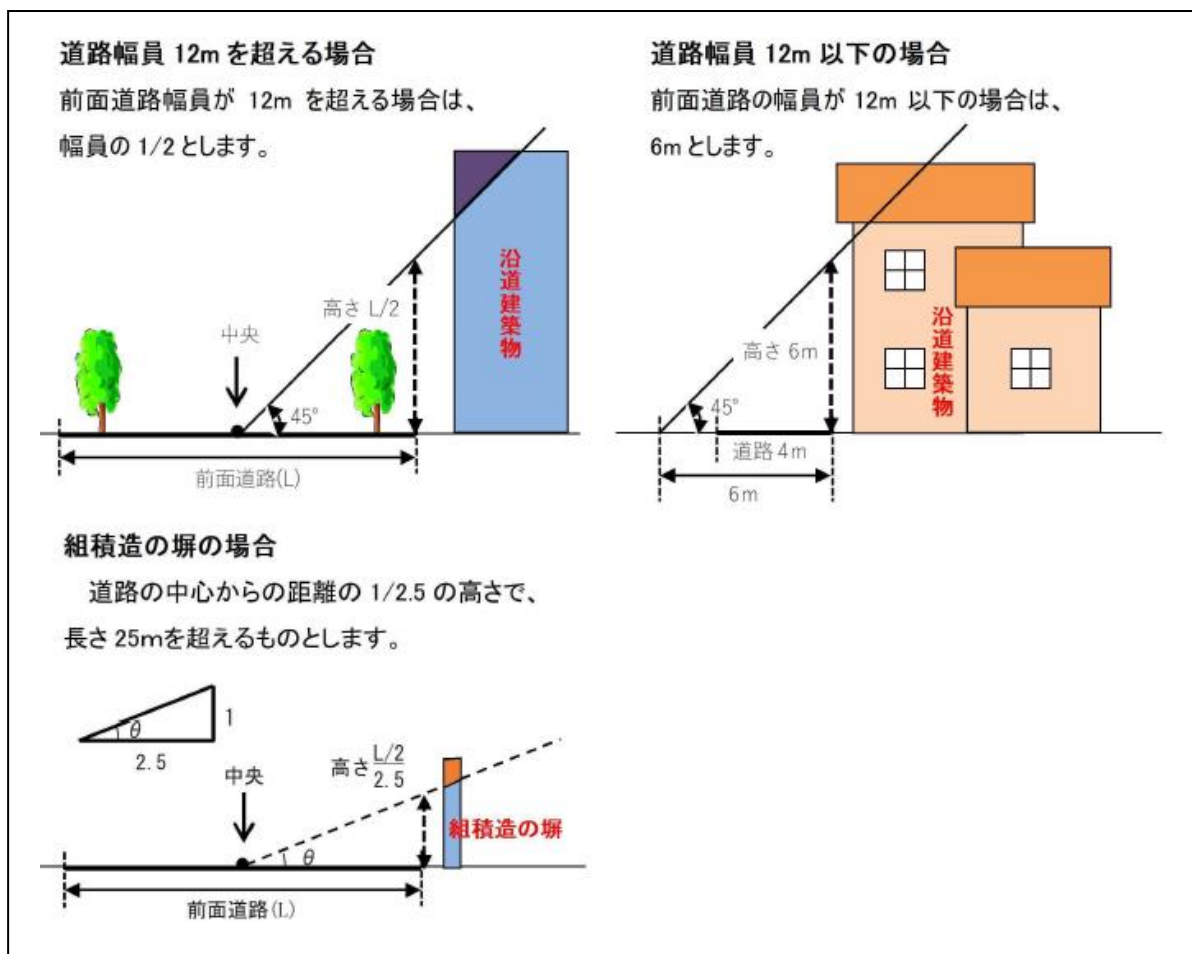 道路幅員 12m を超える場合
前面道路幅員が 12m を超える場合は、
幅員の 1/2 とします。
沿道建築物
高さ L/2
中央
45°
前面道路(L)
道路幅員 12m 以下の場合
前面道路の幅員が 12m 以下の場合は、
6m とします。
沿道建築物
高さ 6m
45°
道路 4m
6m
組積造の塀の場合
道路の中心からの距離の 1/2.5 の高さで、
長さ 25mを超えるものとします。
θ
1
2.5
中央
高さ L/2
2.5
組積造の塀
θ
前面道路(L)